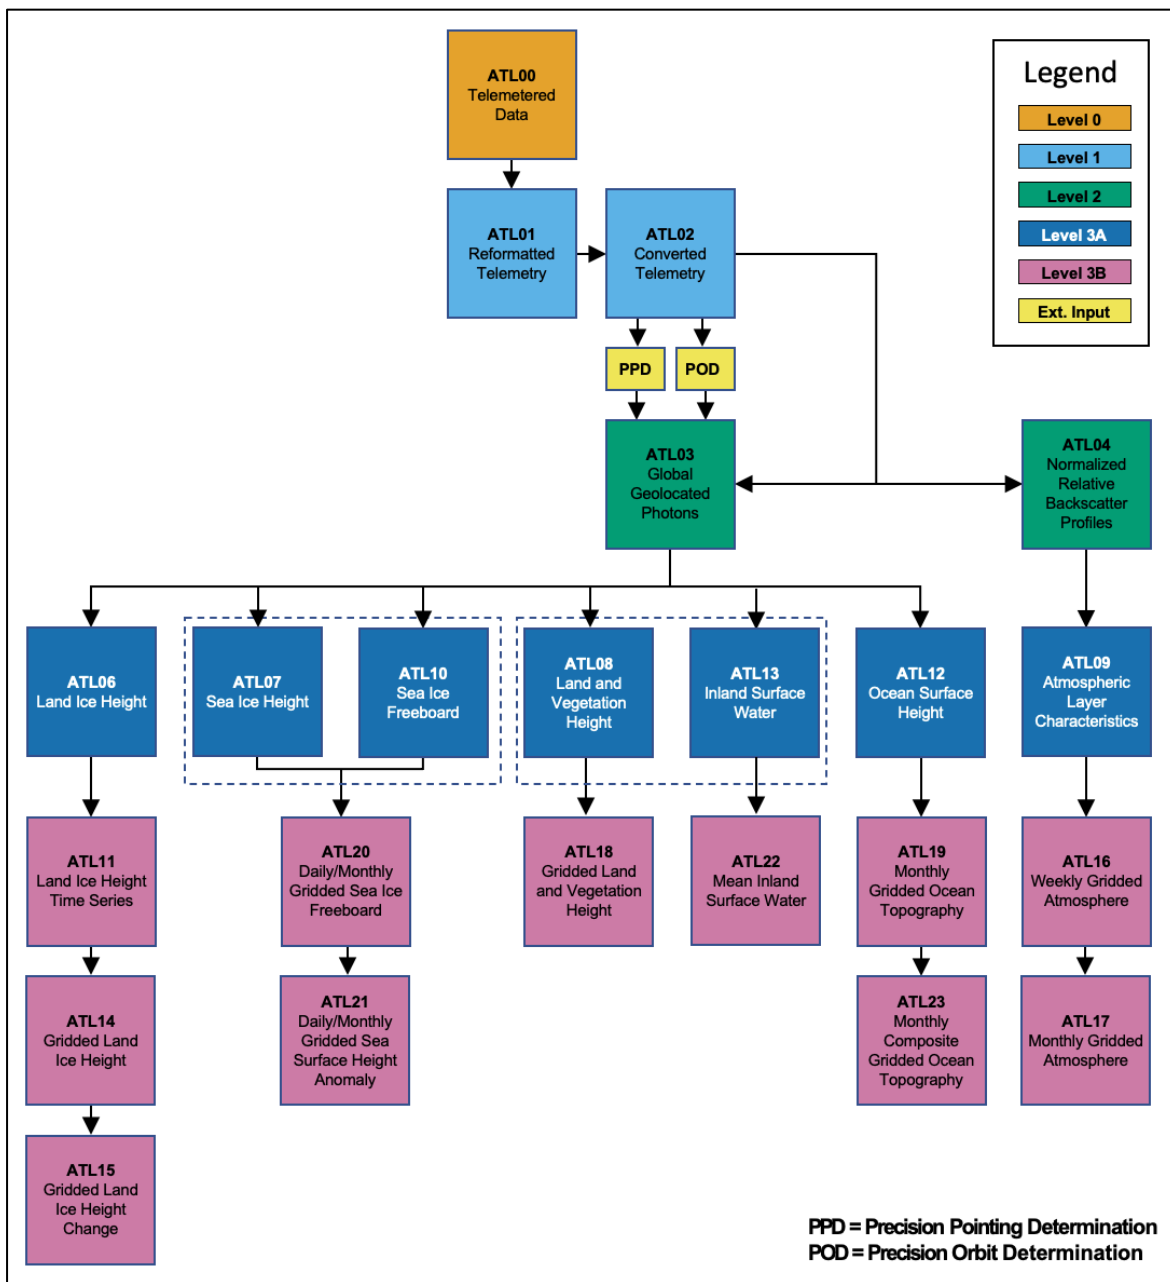 ATL00
Telemetered
Data
Legend
Level 0
Level 1
Level 2
Level 3A
Level 3B
Ext. Input
ATL01
Reformatted
Telemetry
ATL02
Converted
Telemetry
PPD
POD
ATL03
Global
Geolocated
Photons
ATL04
Normalized
Relative
Backscatter
Profiles
ATL06
Land Ice Height
ATL07
Sea Ice Height
ATL10
Sea Ice
Freeboard
ATL08
Land and
Vegetation
Height
ATL13
Inland Surface
Water
ATL12
Ocean Surface
Height
ATL09
Atmospheric
Layer
Characteristics
ATL11
Land Ice Height
Time Series
ATL20
Daily/Monthly
Gridded Sea Ice
Freeboard
ATL18
Gridded Land
and Vegetation
Height
ATL22
Mean Inland
Surface Water
ATL19
Monthly
Gridded Ocean
Topography
ATL16
Weekly Gridded
Atmosphere
ATL14
Gridded Land
Ice Height
ATL21
Daily/Monthly
Gridded Sea
Surface Height
Anomaly
ATL23
Monthly
Composite
Gridded Ocean
Topography
ATL17
Monthly Gridded
Atmosphere
ATL15
Gridded Land
Ice Height
Change
PPD = Precision Pointing Determination
POD = Precision Orbit Determination